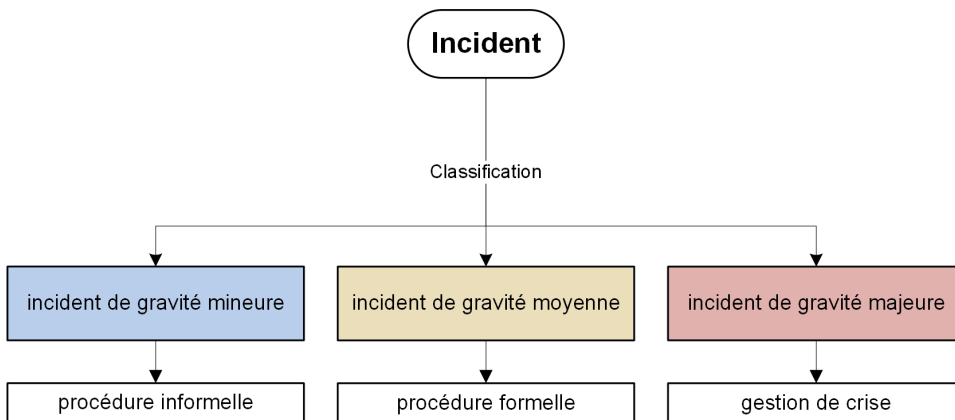 Incident
Classification
incident de gravité mineure
incident de gravité moyenne
incident de gravité majeure
procédure informelle
procédure formelle
gestion de crise